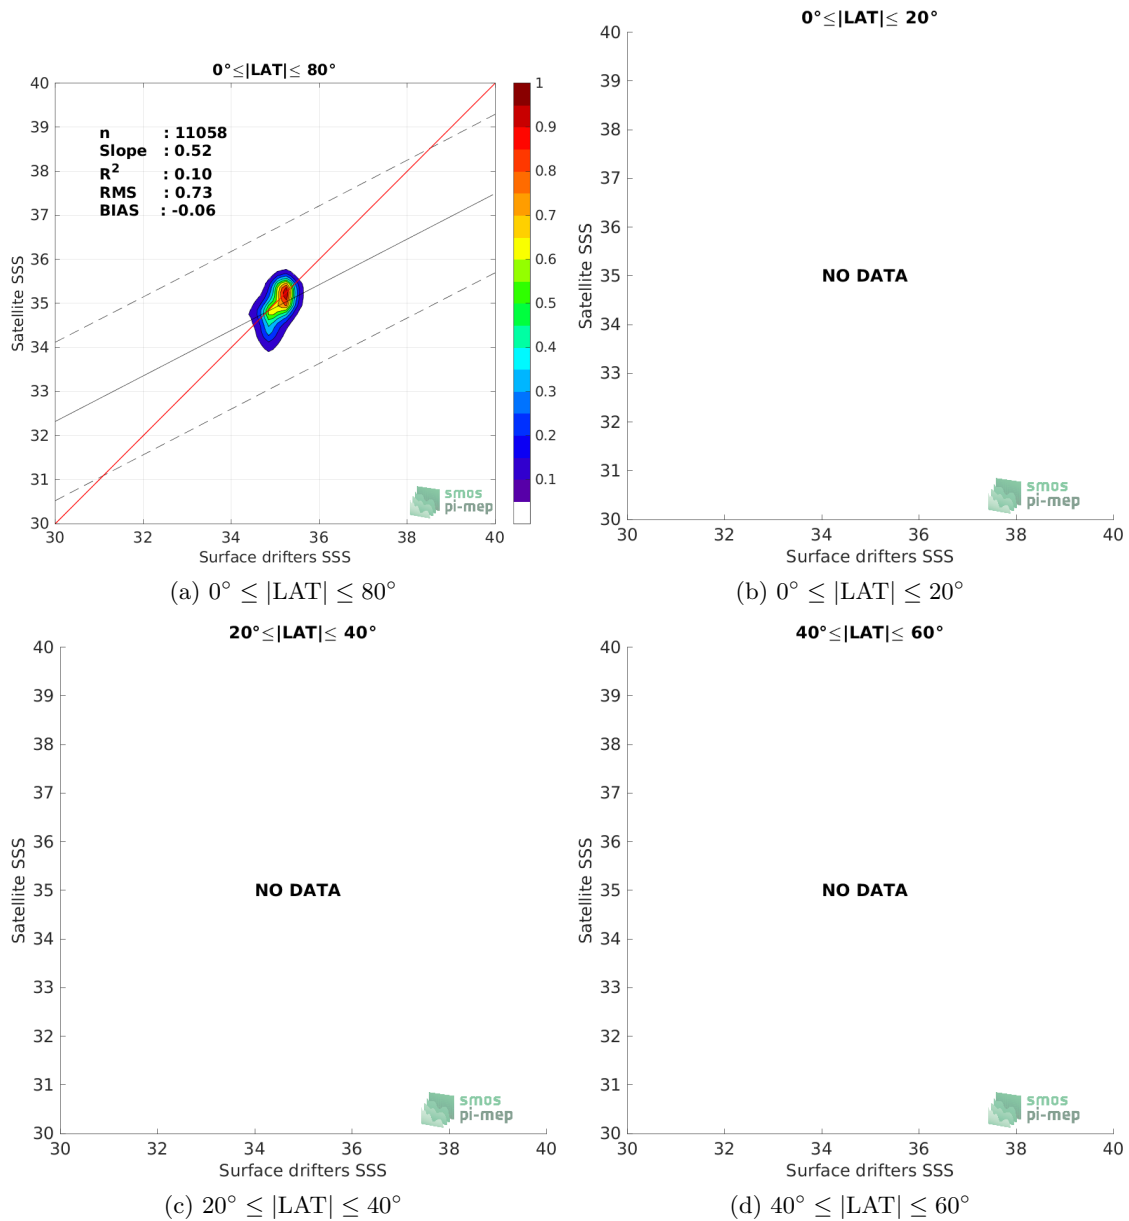 0°≤|LAT|≤ 80°
40
39
38
37
36
35
34
33
32
31
30
n : 11058
Slope : 0.52
R² : 0.10
RMS : 0.73
BIAS : -0.06
Satellite SSS
30 32 34 36 38 40
Surface drifters SSS
1
0.9
0.8
0.7
0.6
0.5
0.4
0.3
0.2
0.1
smos
pi-mep
(a) 0° ≤ |LAT| ≤ 80°
0°≤|LAT|≤ 20°
40
39
38
37
36
35
34
33
32
31
30
Satellite SSS
NO DATA
smos
pi-mep
30 32 34 36 38 40
Surface drifters SSS
(b) 0° ≤ |LAT| ≤ 20°
20°≤|LAT|≤ 40°
40
39
38
37
36
35
34
33
32
31
30
Satellite SSS
NO DATA
smos
pi-mep
30 32 34 36 38 40
Surface drifters SSS
(c) 20° ≤ |LAT| ≤ 40°
40°≤|LAT|≤ 60°
40
39
38
37
36
35
34
33
32
31
30
Satellite SSS
NO DATA
smos
pi-mep
30 32 34 36 38 40
Surface drifters SSS
(d) 40° ≤ |LAT| ≤ 60°